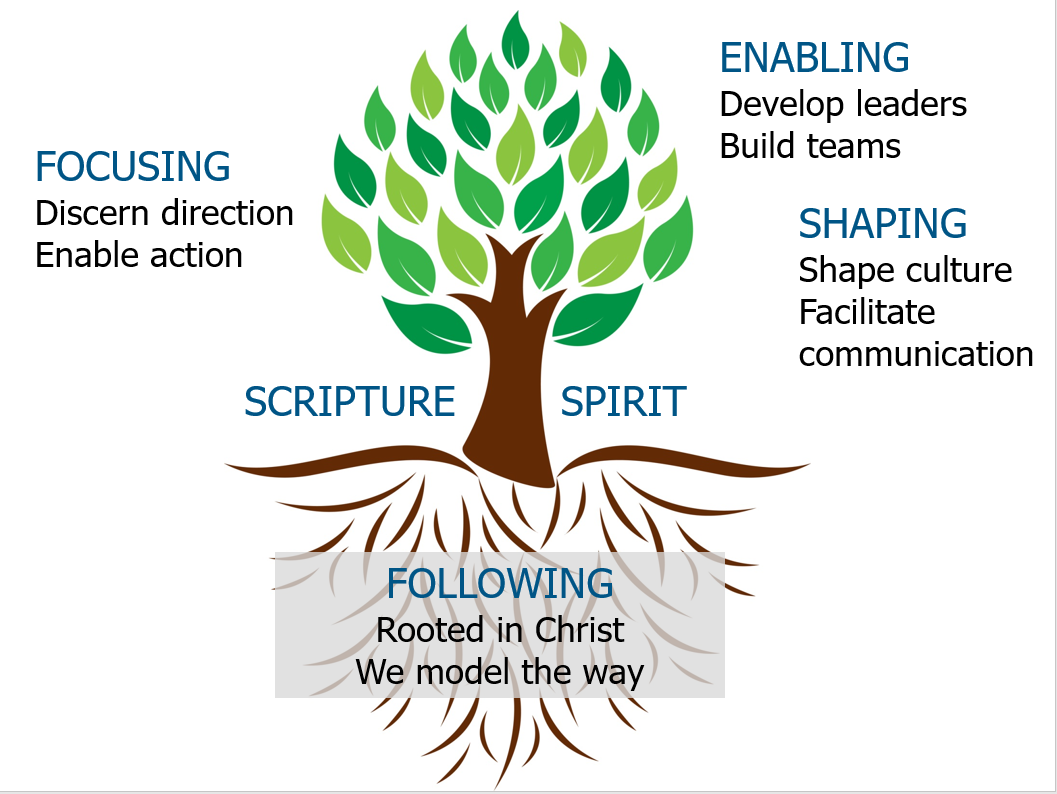 FOCUSING
Discern direction
Enable action
ENABLING
Develop leaders
Build teams
SHAPING
Shape culture
Facilitate
communication
SCRIPTURE
SPIRIT
FOLLOWING
Rooted in Christ
We model the way